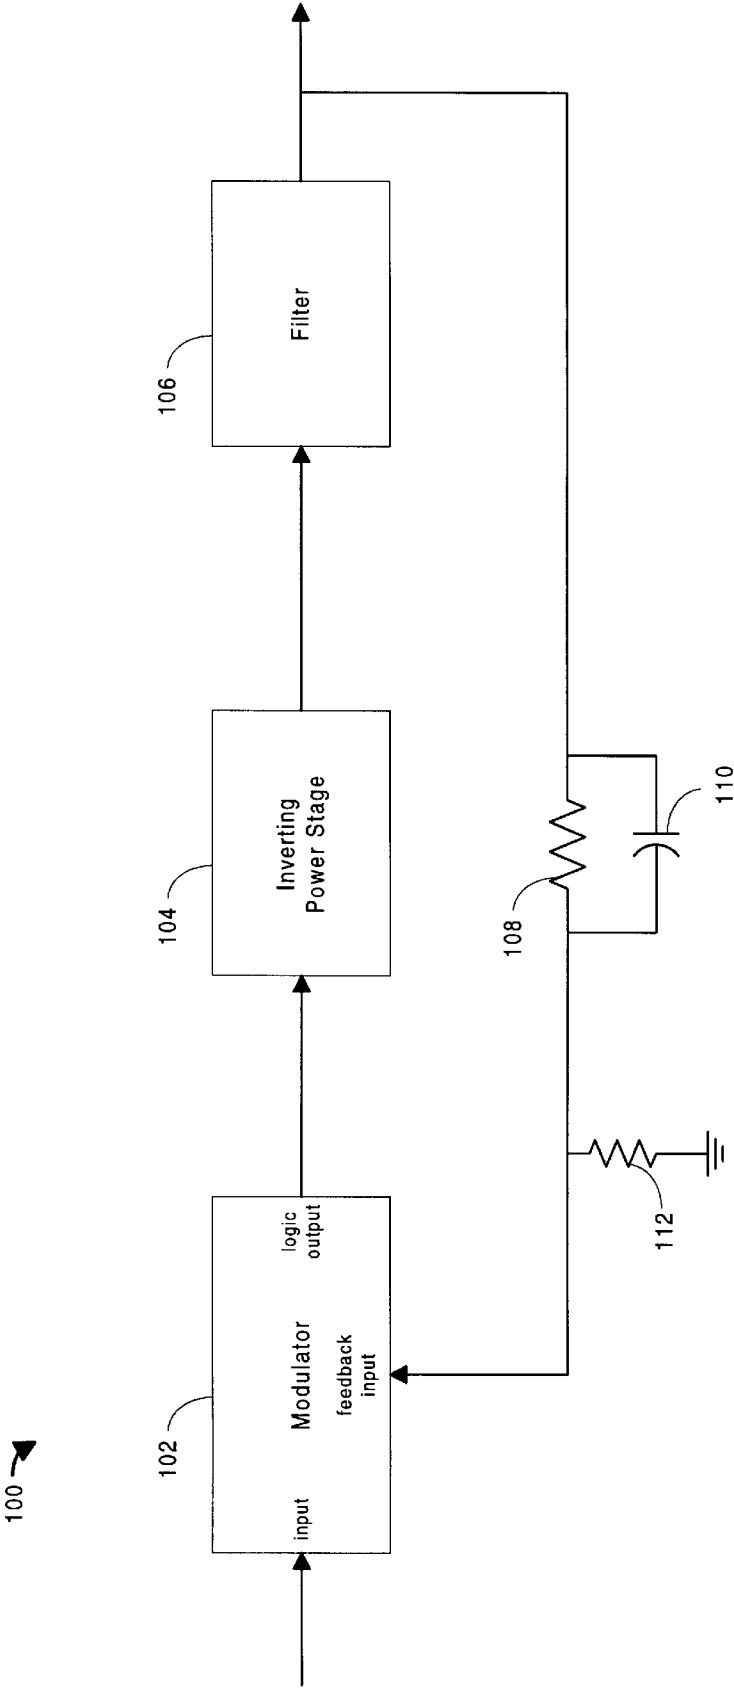 100
102
input
Modulator
feedback
input
logic
output
104
Inverting
Power Stage
106
Filter
112
108
110